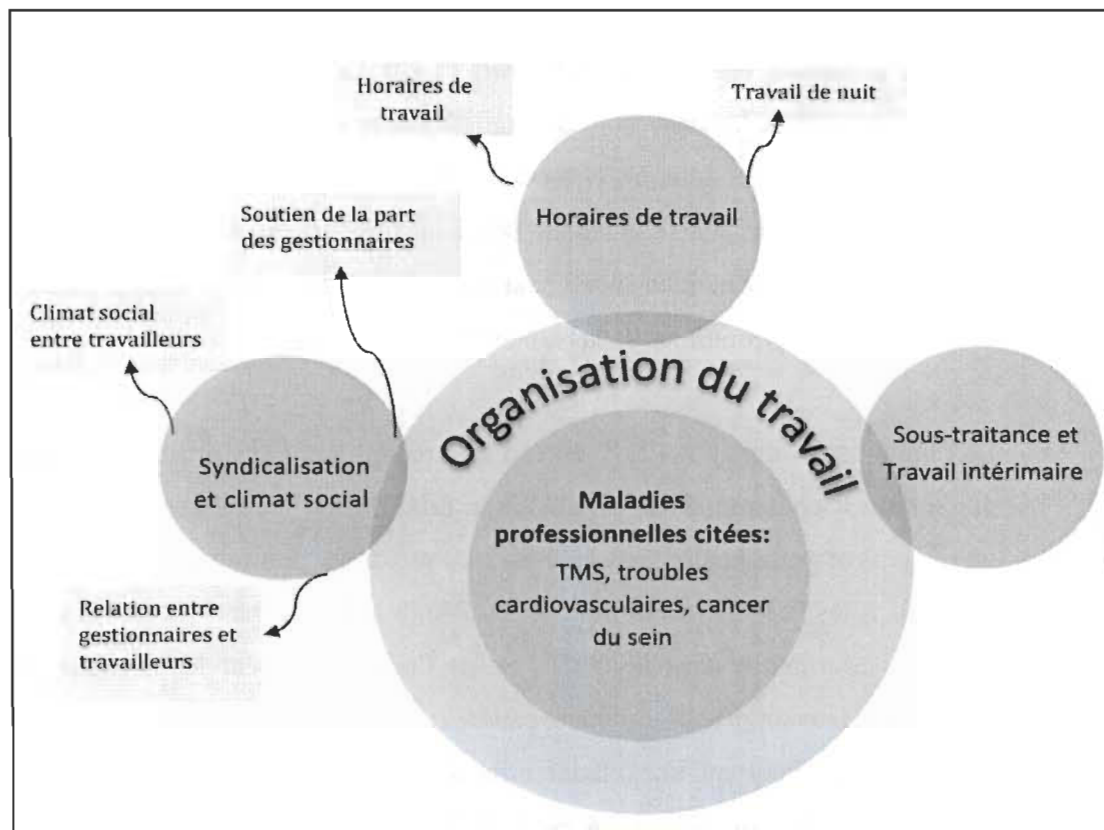 Horaires de
travail
Travail de nuit
Horaires de travail
Soutien de la part
des gestionnaires
Climat social
entre travailleurs
Organisation du travail
Syndicalisation
et climat social
Sous-traitance et
Travail intérimaire
Maladies
professionnelles citées:
TMS, troubles
cardiovasculaires, cancer
du sein
Relation entre
gestionnaires et
travailleurs